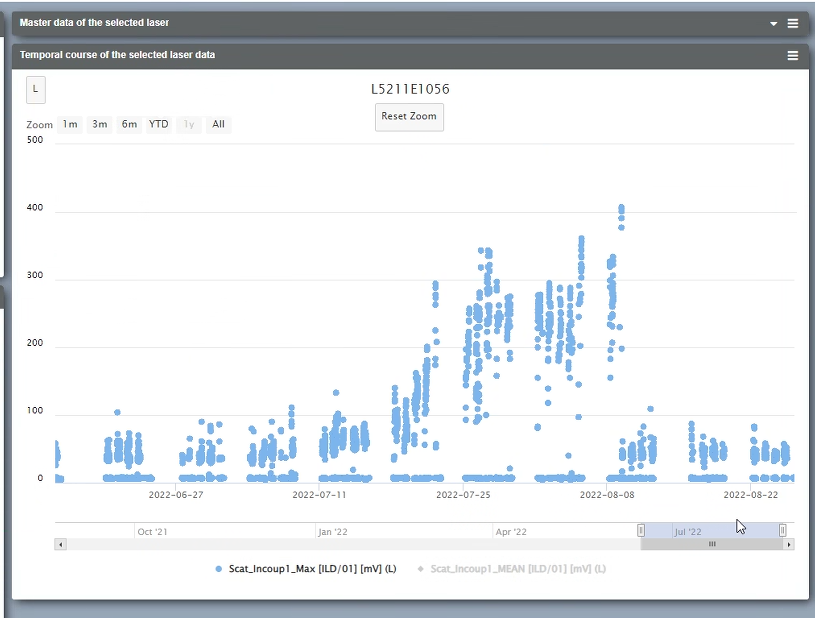 Master data of the selected laser
Temporal course of the selected laser data
L
L5211E1056
Reset Zoom
Zoom 1m 3m 6m YTD 1y All
500
400
300
200
100
0
2022-06-27 2022-07-11 2022-07-25 2022-08-08 2022-08-22
Oct '21 Jan '22 Apr '22 Jul '22
Scat_Incoup1_Max [ILD/01] [mV] (L) Scat_Incoup1_MEAN [ILD/01] [mV] (L)